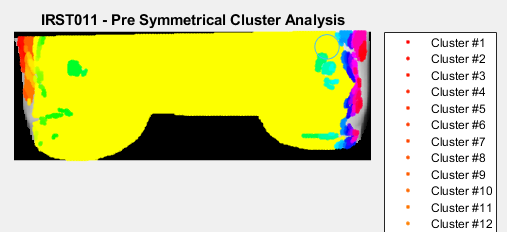 IRST011 - Pre Symmetrical Cluster Analysis
Cluster #1
Cluster #2
Cluster #3
Cluster #4
Cluster #5
Cluster #6
Cluster #7
Cluster #8
Cluster #9
Cluster #10
Cluster #11
Cluster #12